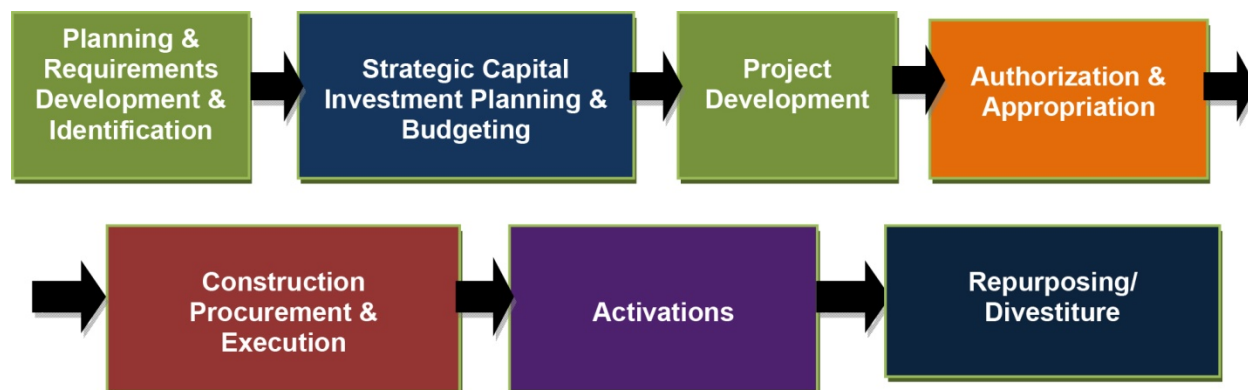 Planning &
Requirements
Development &
Identification
Strategic Capital
Investment Planning &
Budgeting
Project
Development
Authorization &
Appropriation
Construction
Procurement &
Execution
Activations
Repurposing/
Divestiture